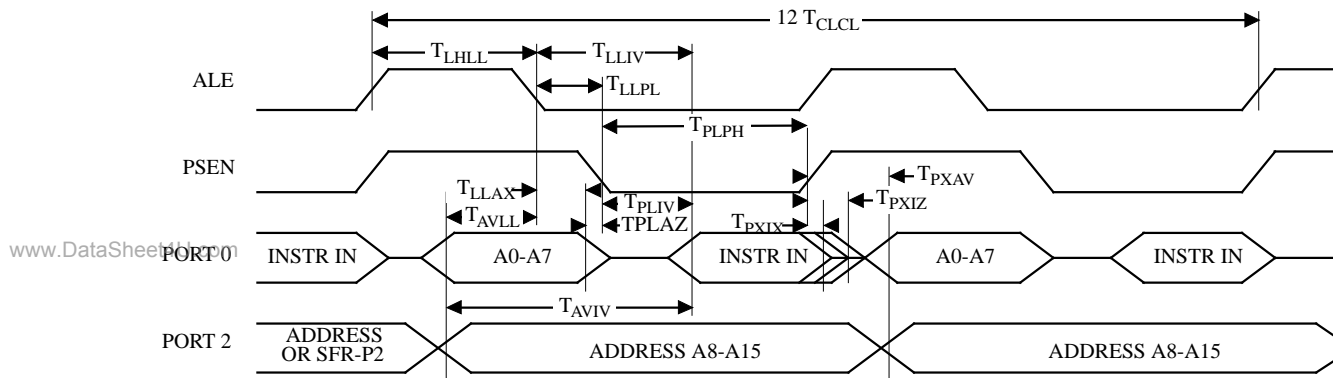 12 TCLCL
TLHLL TLLIV
ALE
TLLPL
TPLPH
PSEN
TLLAX TPLIV TPXAV
TPXIZ
TAVLL TPLAZ TPXIX
www.DataSheet4U.com
PORT 0 INSTR IN A0-A7 INSTR IN A0-A7 INSTR IN
TAVIV
PORT 2 ADDRESS
OR SFR-P2 ADDRESS A8-A15 ADDRESS A8-A15